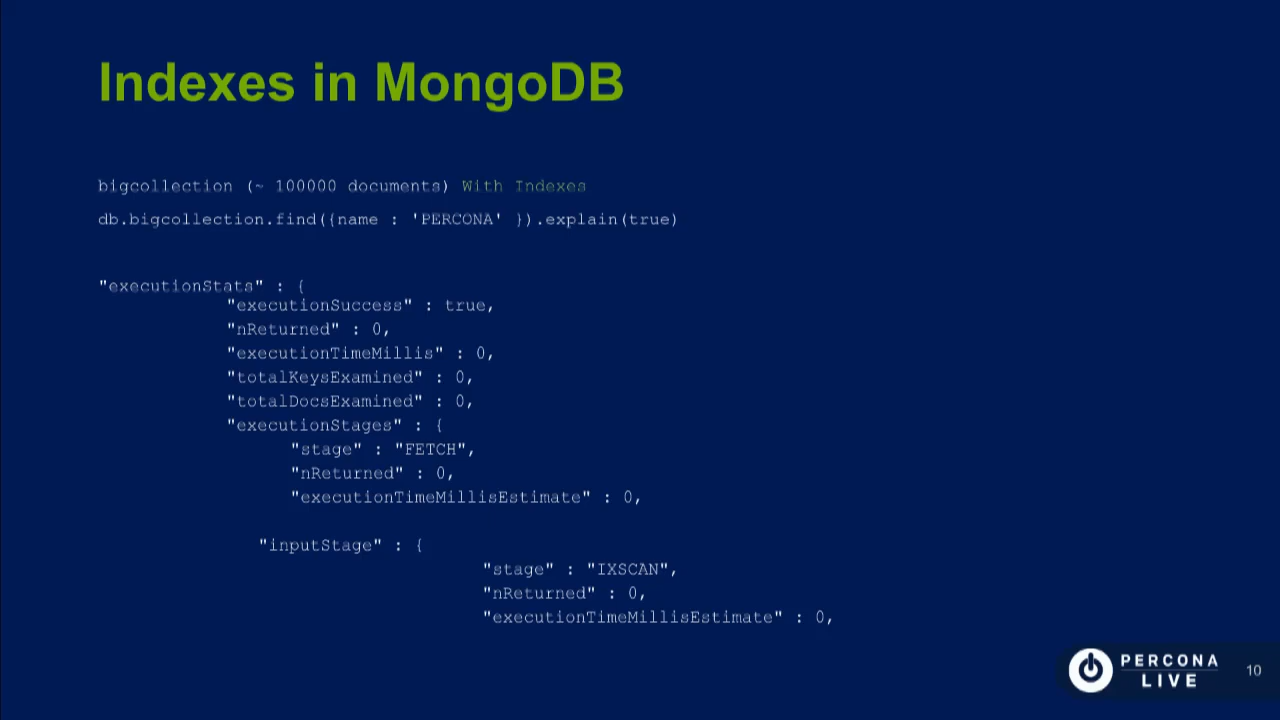 Indexes in MongoDB
bigcollection (~ 100000 documents) With Indexes
db.bigcollection.find({name : 'PERCONA' }).explain(true)
"executionStats" : {
"executionSuccess" : true,
"nReturned" : 0,
"executionTimeMillis" : 0,
"totalKeysExamined" : 0,
"totalDocsExamined" : 0,
"executionStages" : {
"stage" : "FETCH",
"nReturned" : 0,
"executionTimeMillisEstimate" : 0,
"inputStage" : {
"stage" : "IXSCAN",
"nReturned" : 0,
"executionTimeMillisEstimate" : 0,
PERCONA
LIVE
10